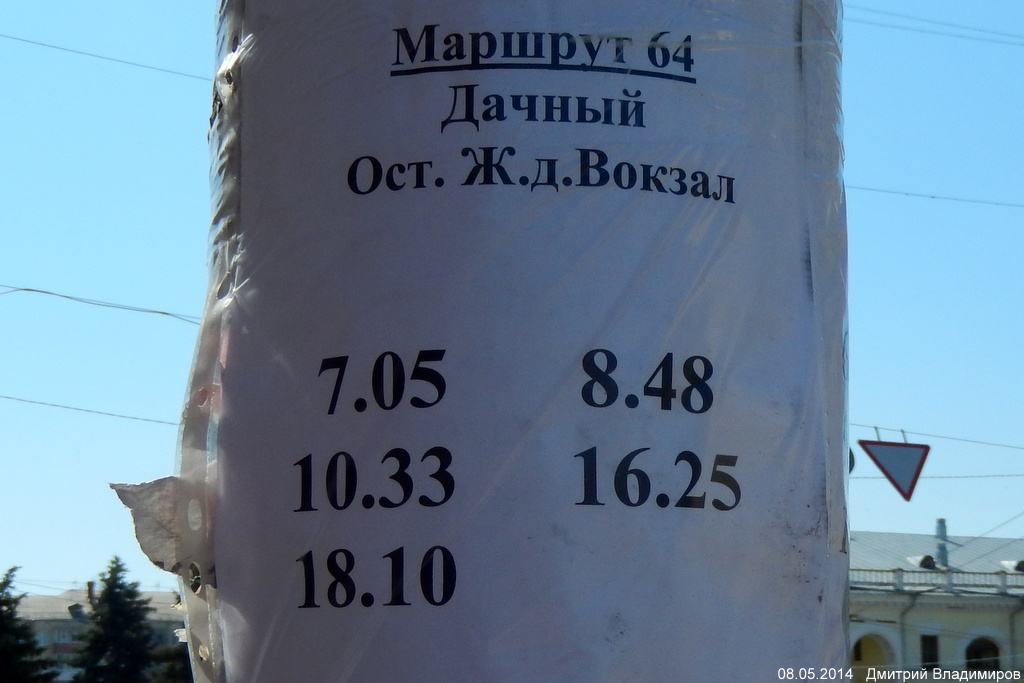 Маршрут 64
Дачный
Ост. Ж.д.Вокзал
7.05 8.48
10.33 16.25
18.10
08.05.2014 Дмитрий Владимиров